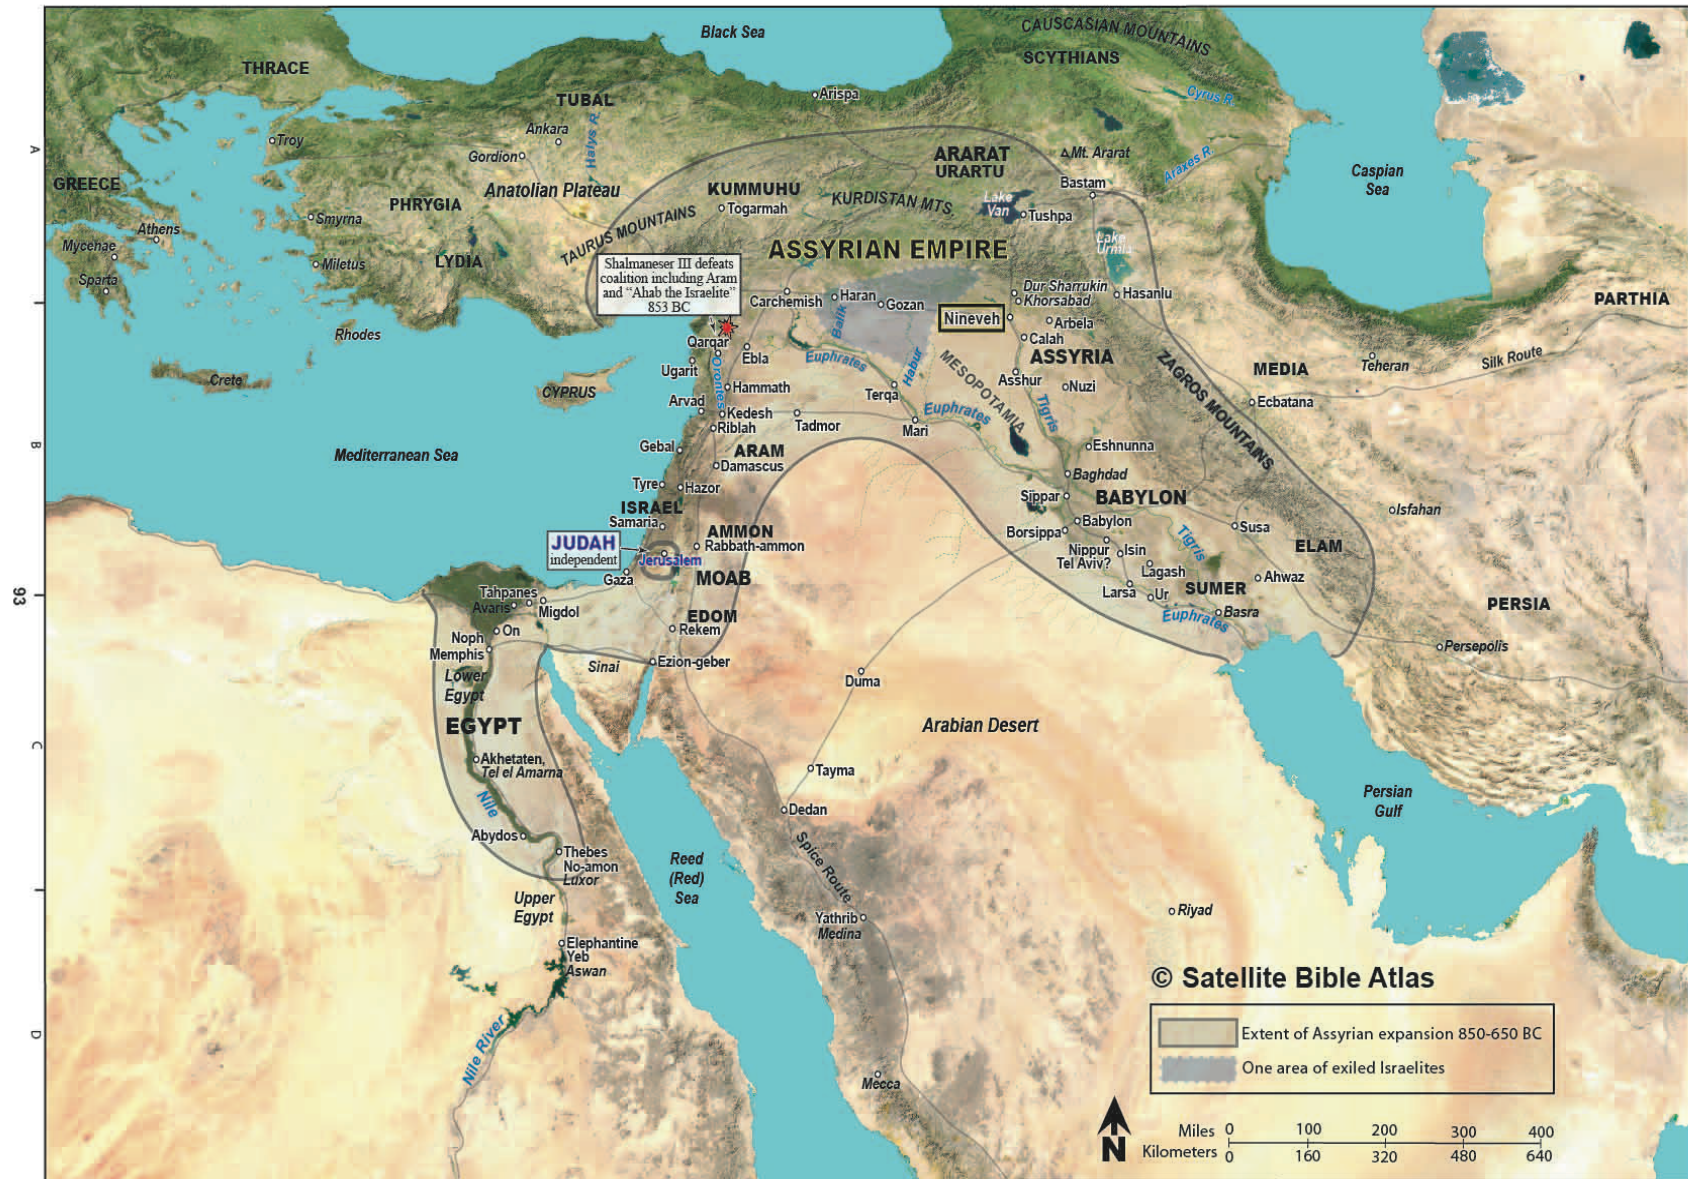 Black Sea
CAUSCASIAN MOUNTAINS
SCYTHIANS
THRACE
TUBAL
Arispa
Cyrus R.
Ankara
Troy
Halys R.
Gordion
A
ARARAT
URARTU
Mt. Ararat
Araxes R.
Caspian
Sea
GREECE
Anatolian Plateau
KUMMUHU
Togarmah
KURDISTAN MTS.
Lake
Van
Bastam
Tushpa
PHRYGIA
Smyrna
TAURUS MOUNTAINS
Athens
Mycenae
Sparta
LYDIA
Miletus
ASSYRIAN EMPIRE
Lake
Urmia
Shalmaneser III defeats
coalition including Aram
and “Ahab the Israelite”
853 BC
Carchemish
Haran
Gozan
Balik
Dur Sharrukin
Khorsabad
Hasanlu
PARTHIA
Nineveh
Arbela
Calah
Rhodes
Qarqar
Ebla
Euphrates
Habur
MESOPOTAMIA
ASSYRIA
ZAGROS MOUNTAINS
MEDIA
Teheran
Silk Route
Crete
CYPRUS
Ugarit
Orontes
Hammath
Terqa
Asshur
Nuzi
Tigris
Ecbatana
Arvad
Kedesh
Riblah
Tadmor
Euphrates
Mari
B
Mediterranean Sea
Gebal
ARAM
Damascus
Eshnunna
Baghdad
Tyre
Hazor
Sippar
BABYLON
ISRAEL
Samaria
AMMON
Rabbath-ammon
Borsippa
Babylon
Susa
Isfahan
JUDAH
independent
Jerusalem
Nippur
Tel Aviv?
Isin
Tigris
ELAM
Gaza
MOAB
Lagash
Ahwaz
93
Tahpanes
Avaris
Migdol
Larsa
Ur
SUMER
Basra
PERSIA
EDOM
Rekem
Euphrates
On
Noph
Memphis
Sinai
Ezion-geber
Persepolis
Lower
Egypt
Duma
EGYPT
Arabian Desert
C
Akhetaten,
Tel el Amarna
Tayma
Nile
Dedan
Persian
Gulf
Abydos
Thebes
No-amon
Luxor
Reed
(Red)
Sea
Spice Route
Upper
Egypt
Yathrib
Medina
Riyad
Elephantine
Yeb
Aswan
© Satellite Bible Atlas
Extent of Assyrian expansion 850-650 BC
One area of exiled Israelites
D
Nile River
Mecca
N
Miles 0 100 200 300 400
Kilometers 0 160 320 480 640